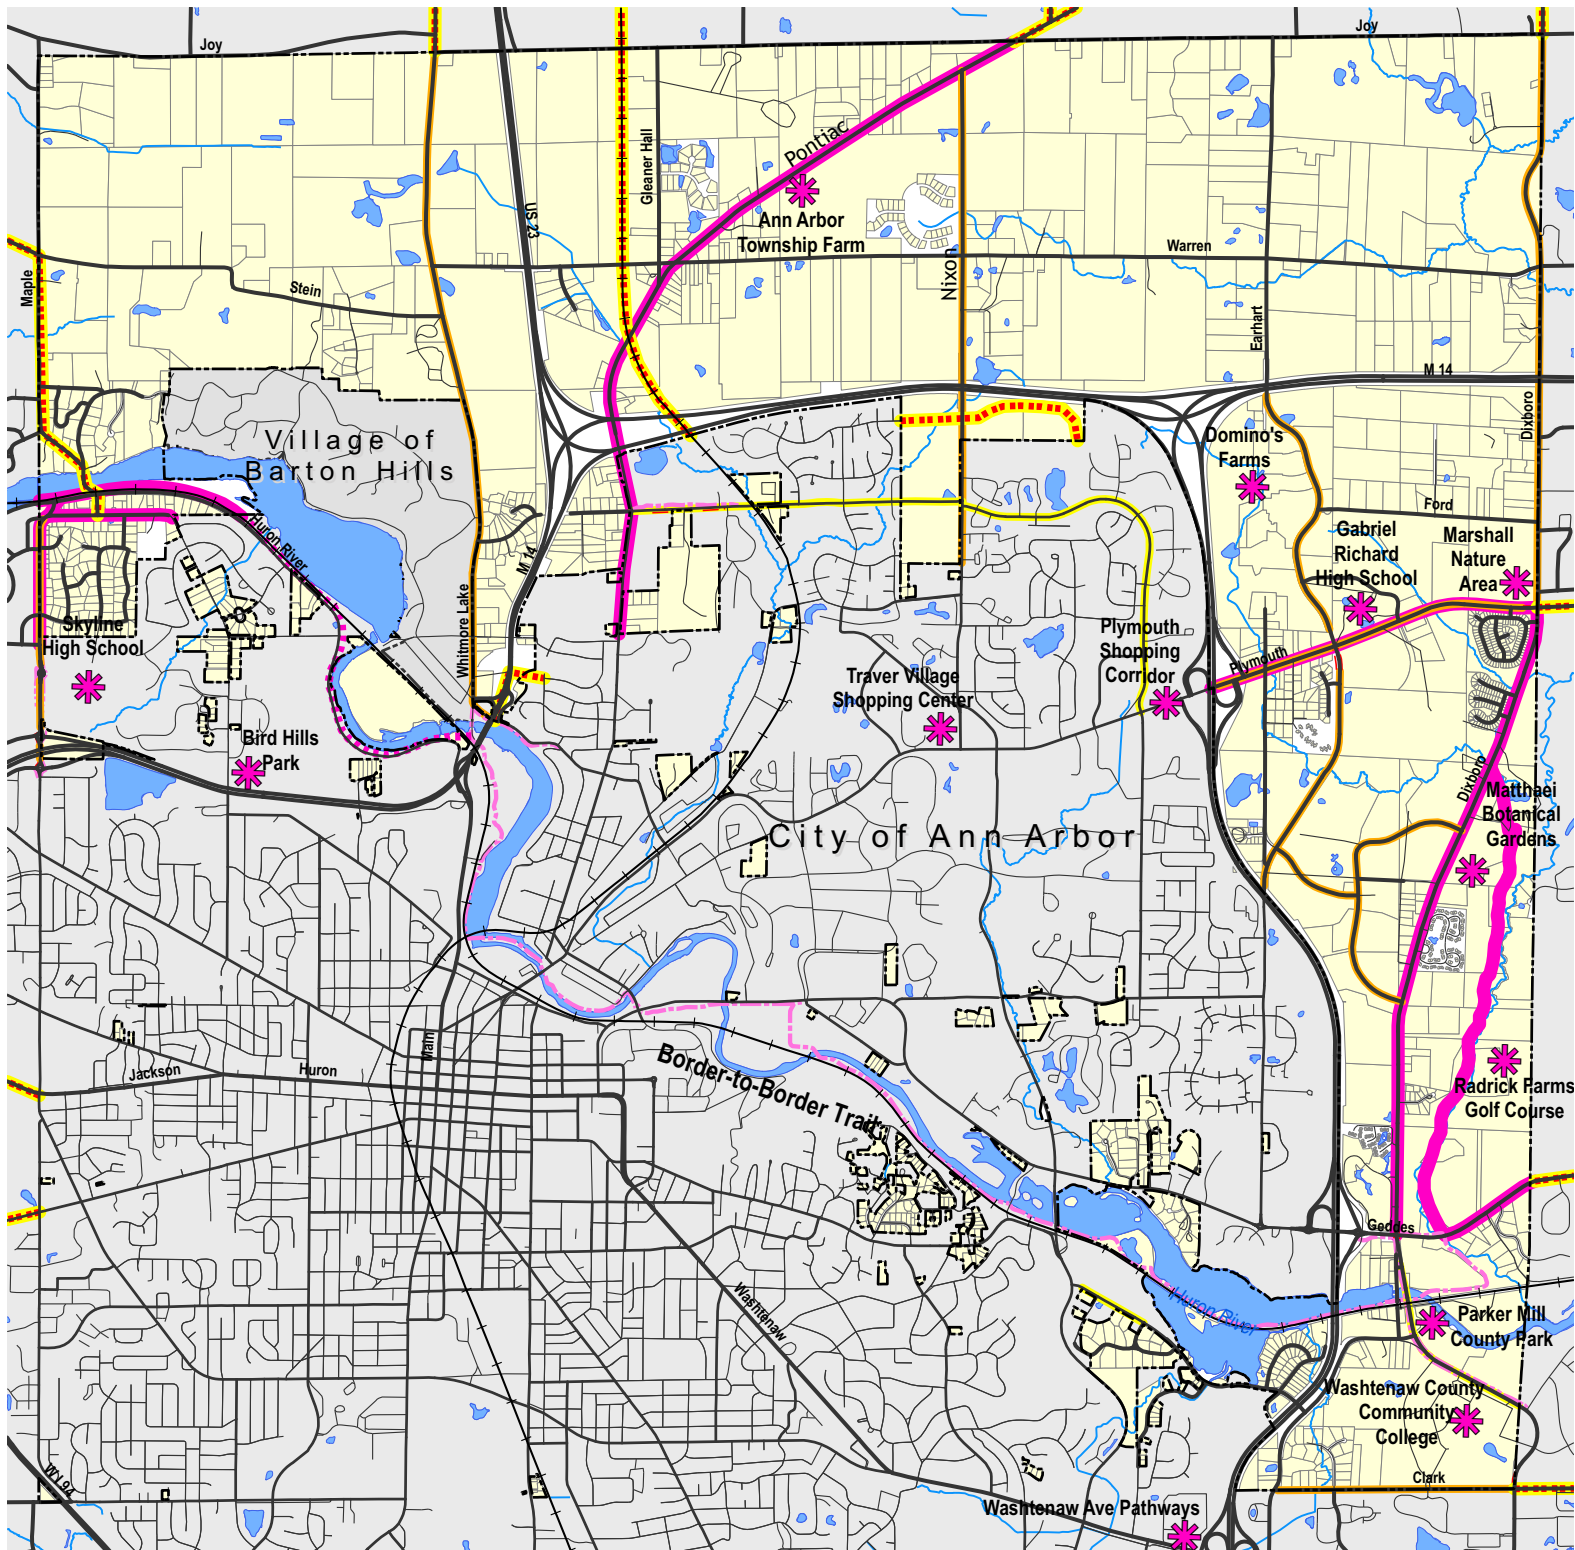 Joy
Joy
Gleaner Hall
Pontiac
US 23
Ann Arbor
Township Farm
Nixon
Warren
Maple
Stein
Earhart
M 14
Dixboro
Village of
Barton Hills
Domino's
Farms
Ford
Gabriel
Richard
High School
Marshall
Nature
Area
Huron River
M 14
Whitmore Lake
Skyline
High School
Plymouth
Shopping
Corridor
Plymouth
Traver Village
Shopping Center
Bird Hills
Park
Dixboro
Matthaei
Botanical
Gardens
City of Ann Arbor
Main
Jackson
Huron
Border-to-Border Trail
Radrick Farms
Golf Course
Geddes
Washtenaw
Huron River
Parker Mill
County Park
Washtenaw County
Community
College
W I 94
Clark
Washtenaw Ave Pathways